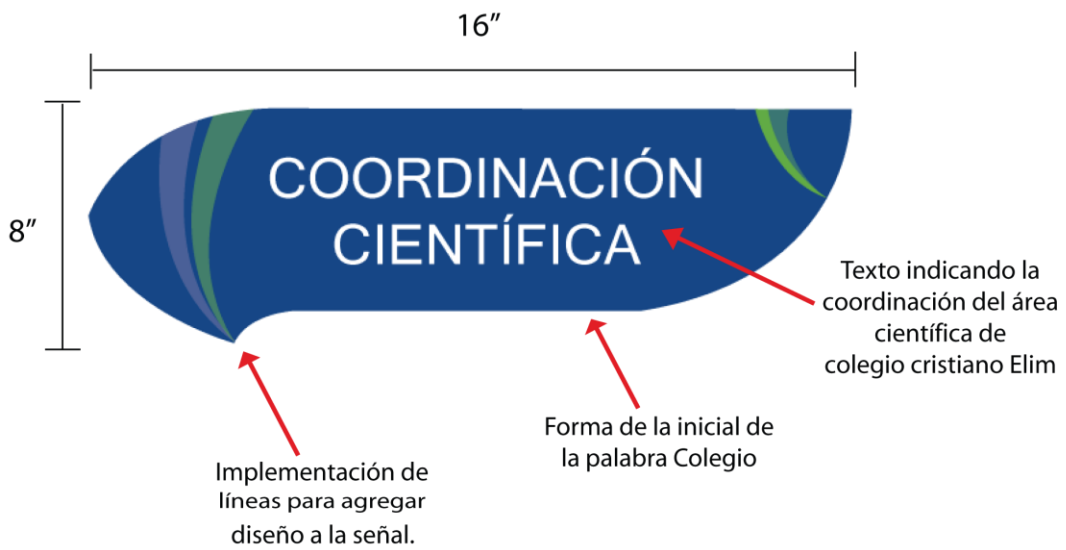 16”
8”
COORDINACIÓN
CIENTÍFICA
Texto indicando la
coordinación del área
científica de
colegio cristiano Elim
Forma de la inicial de
la palabra Colegio
Implementación de
líneas para agregar
diseño a la señal.